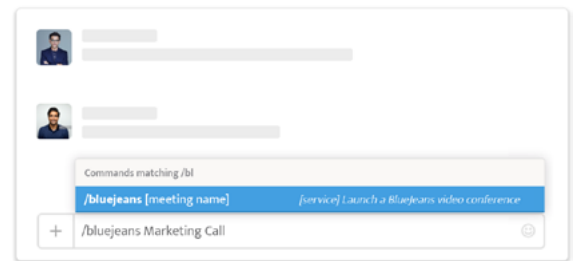 Commands matching /bl
/bluejeans [meeting name] [service] Launch a BlueJeans video conference
/bluejeans Marketing Call